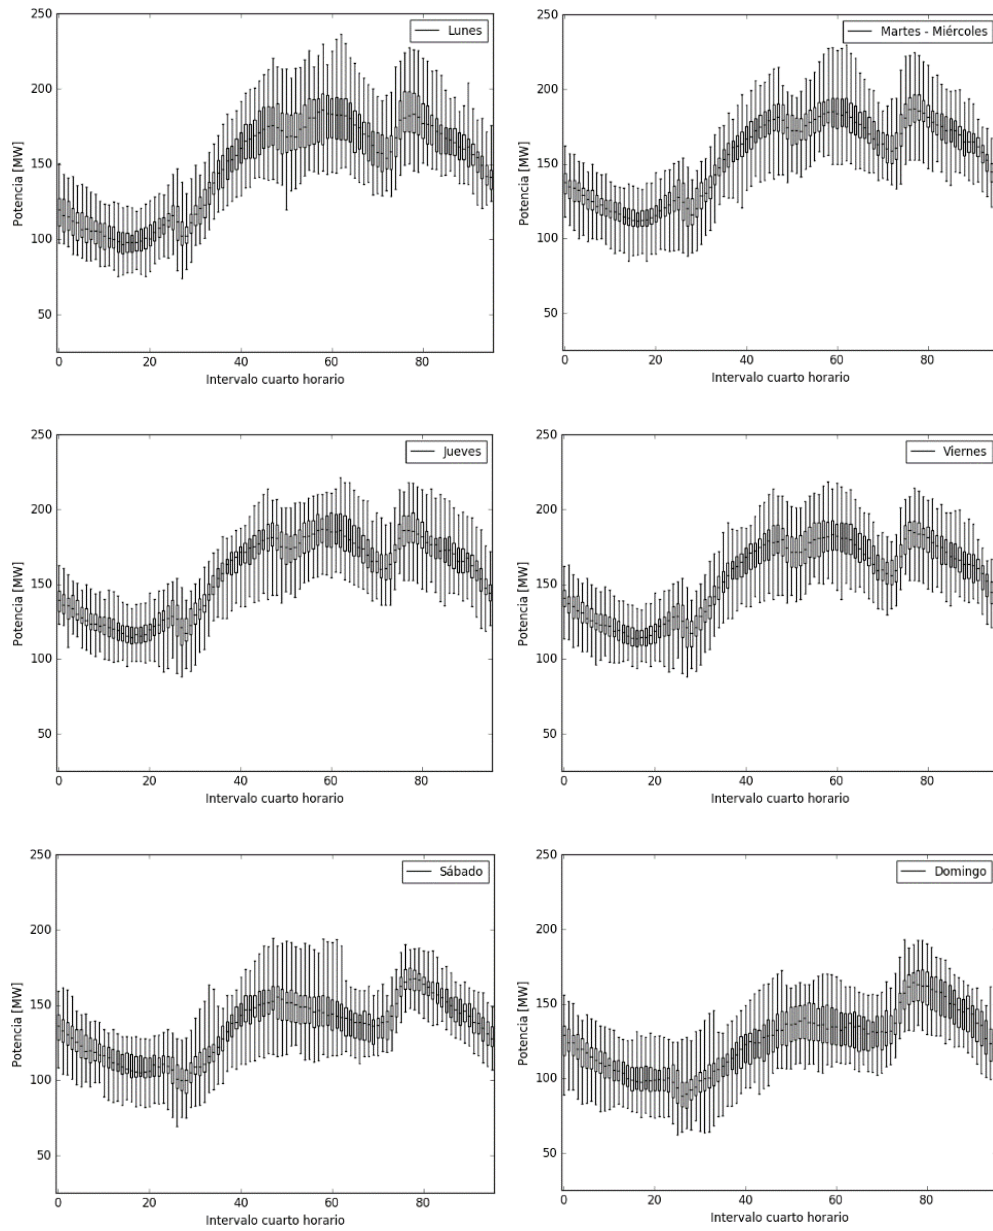 250
200
150
100
50
Potencia [MW]
Lunes
0 20 40 60 80
Intervalo cuarto horario
250
200
150
100
50
Potencia [MW]
Martes - Miércoles
0 20 40 60 80
Intervalo cuarto horario
250
200
150
100
50
Potencia [MW]
Jueves
0 20 40 60 80
Intervalo cuarto horario
250
200
150
100
50
Potencia [MW]
Viernes
0 20 40 60 80
Intervalo cuarto horario
250
200
150
100
50
Potencia [MW]
Sábado
0 20 40 60 80
Intervalo cuarto horario
250
200
150
100
50
Potencia [MW]
Domingo
0 20 40 60 80
Intervalo cuarto horario